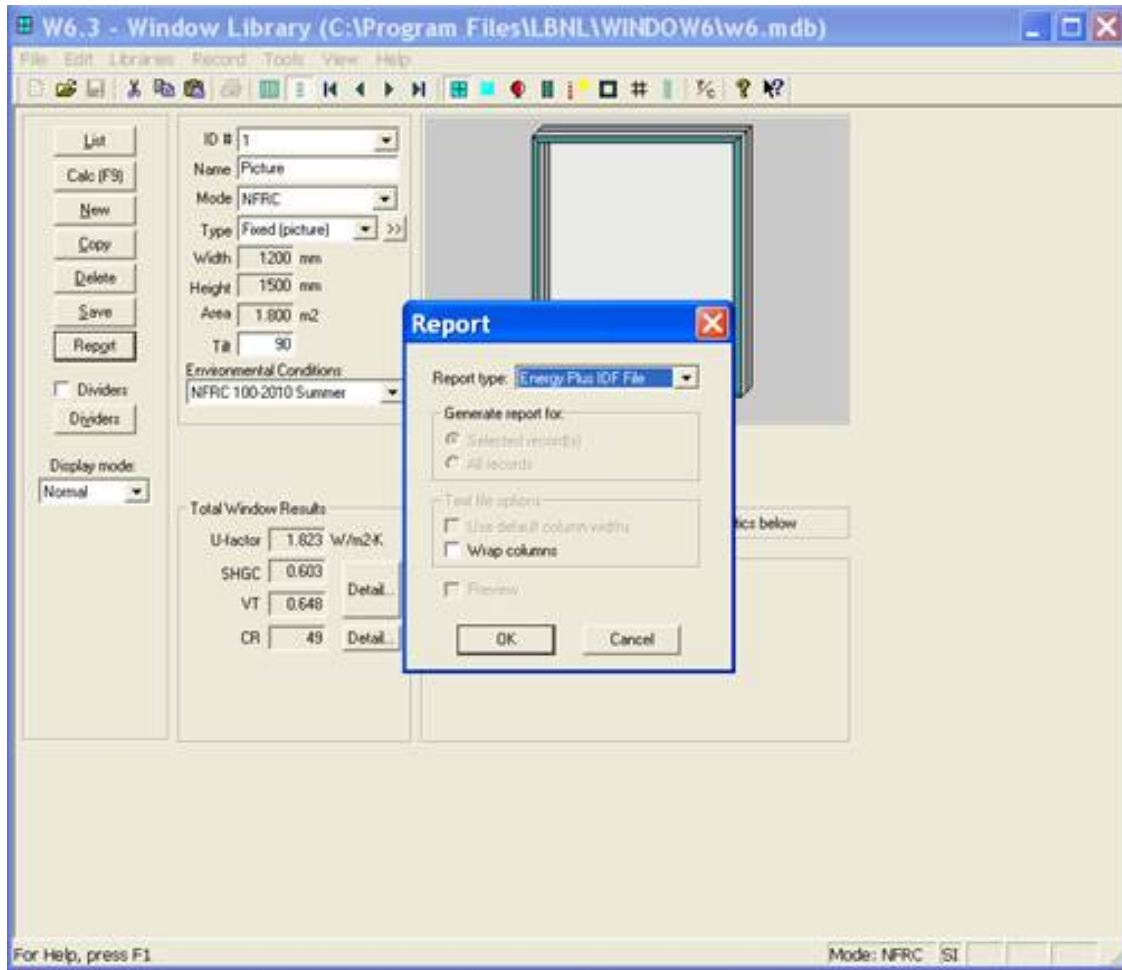 W6.3 - Window Library (C:\Program Files\LBNL\WINDOW6\w6.mdb)
File Edit Libraries Record Tools View Help
List
Calc (F9)
New
Copy
Delete
Save
Report
Dividers
Dividers
Display mode:
Normal
ID # 1
Name Picture
Mode NFRC
Type Fixed (picture) >>
Width 1200 mm
Height 1500 mm
Area 1.800 m2
Tilt 90
Environmental Conditions
NFRC 100-2010 Summer
Total Window Results
U-factor 1.823 W/m2-K
SHGC 0.603
VT 0.648
Detail...
CR 49 Detail...
Report
Report type: Energy Plus IDF File
Generate report for:
Selected record(s)
All records
Text file options
Use default column widths
Wrap columns
Preview
OK Cancel
below
For Help, press F1
Mode: NFRC SI